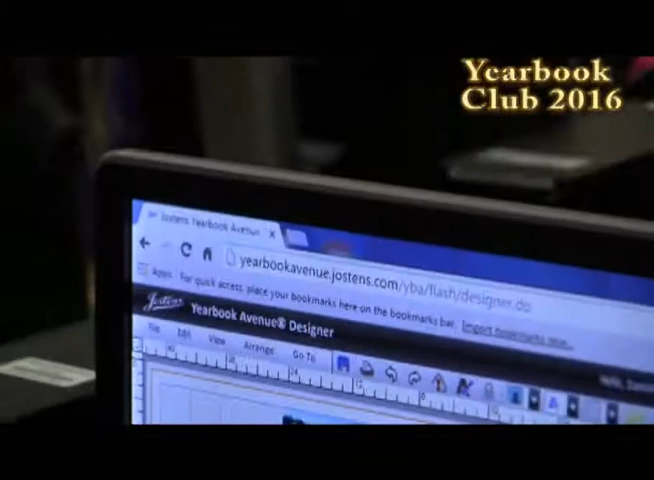 Yearbook
Club 2016
Jostens Yearbook Avenue
yearbookavenue.jostens.com/yba/flash/designer.do
Apps For quick access, place your bookmarks here on the bookmarks bar. Import bookmarks now...
Jostens Yearbook Avenue® Designer
File Edit View Arrange Go To
Hello,